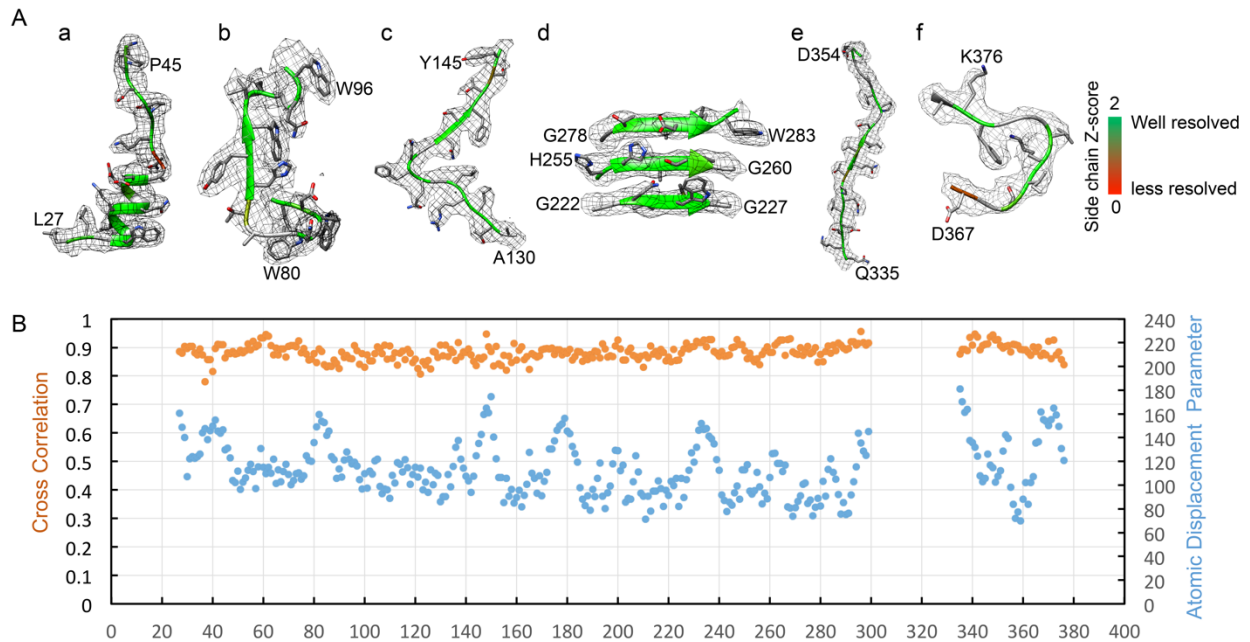 A
a
b
c
d
e
f
P45
L27
W96
W80
Y145
A130
G278
W283
H255
G260
G222
G227
D354
Q335
K376
D367
Side chain Z-score
2
Well resolved
less resolved
0
B
Cross Correlation
1
0.9
0.8
0.7
0.6
0.5
0.4
0.3
0.2
0.1
0
240
220
200
180
160
140
120
100
80
60
40
20
0
Atomic Displacement Parameter
0 20 40 60 80 100 120 140 160 180 200 220 240 260 280 300 320 340 360 380 400